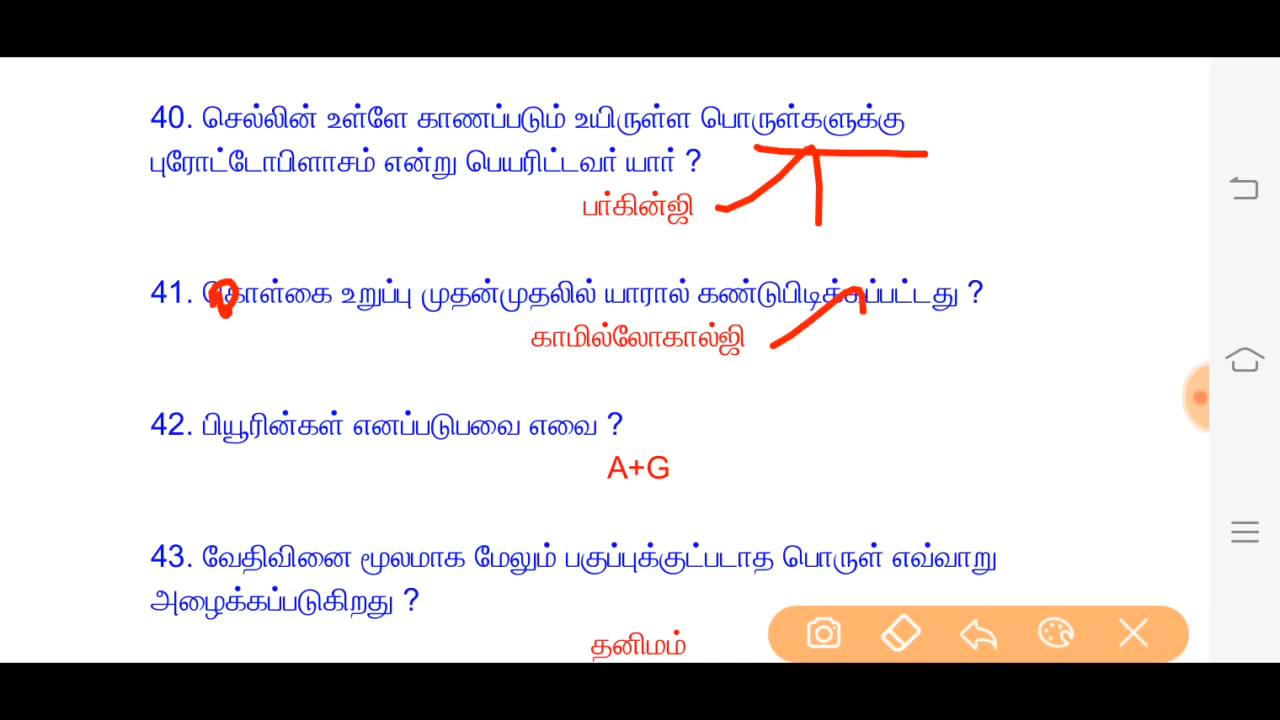 40. செல்லின் உள்ளே காணப்படும் உயிருள்ள பொருள்களுக்கு
புரோட்டோபிளாசம் என்று பெயரிட்டவர் யார் ?
பர்கின்ஜி
41. கொள்கை உறுப்பு முதன்முதலில் யாரால் கண்டுபிடிக்கப்பட்டது ?
காமில்லோகால்ஜி
42. பியூரின்கள் எனப்படுபவை எவை ?
A+G
43. வேதிவினை மூலமாக மேலும் பகுப்புக்குட்படாத பொருள் எவ்வாறு
அழைக்கப்படுகிறது ?
தனிமம்